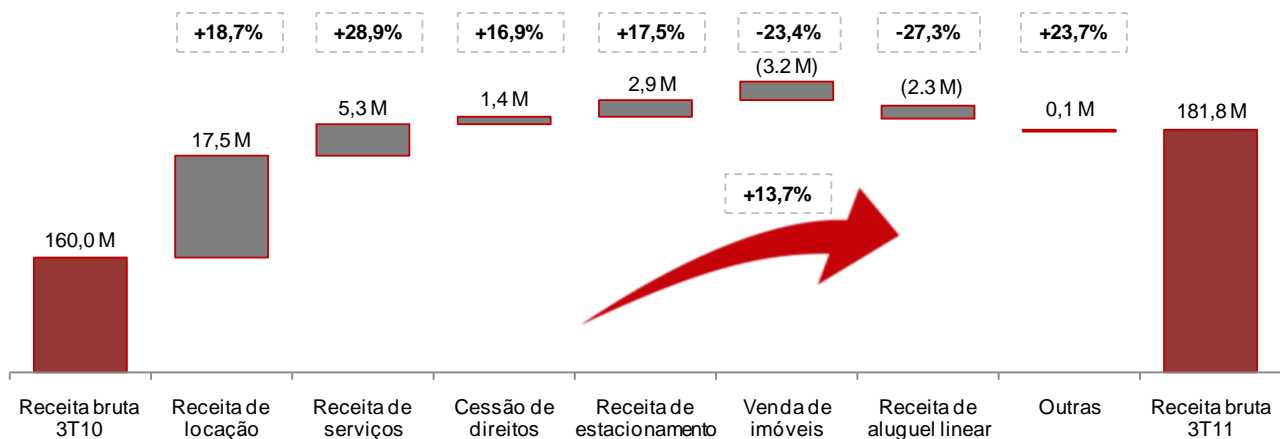 +18,7%
+28,9%
+16,9%
+17,5%
-23,4%
-27,3%
+23,7%
160,0 M
17,5 M
5,3 M
1,4 M
2,9 M
(3.2 M)
(2.3 M)
0,1 M
181,8 M
+13,7%
Receita bruta
3T10
Receita de
locação
Receita de
serviços
Cessão de
direitos
Receita de
estacionamento
Venda de
imóveis
Receita de
aluguel linear
Outras
Receita bruta
3T11